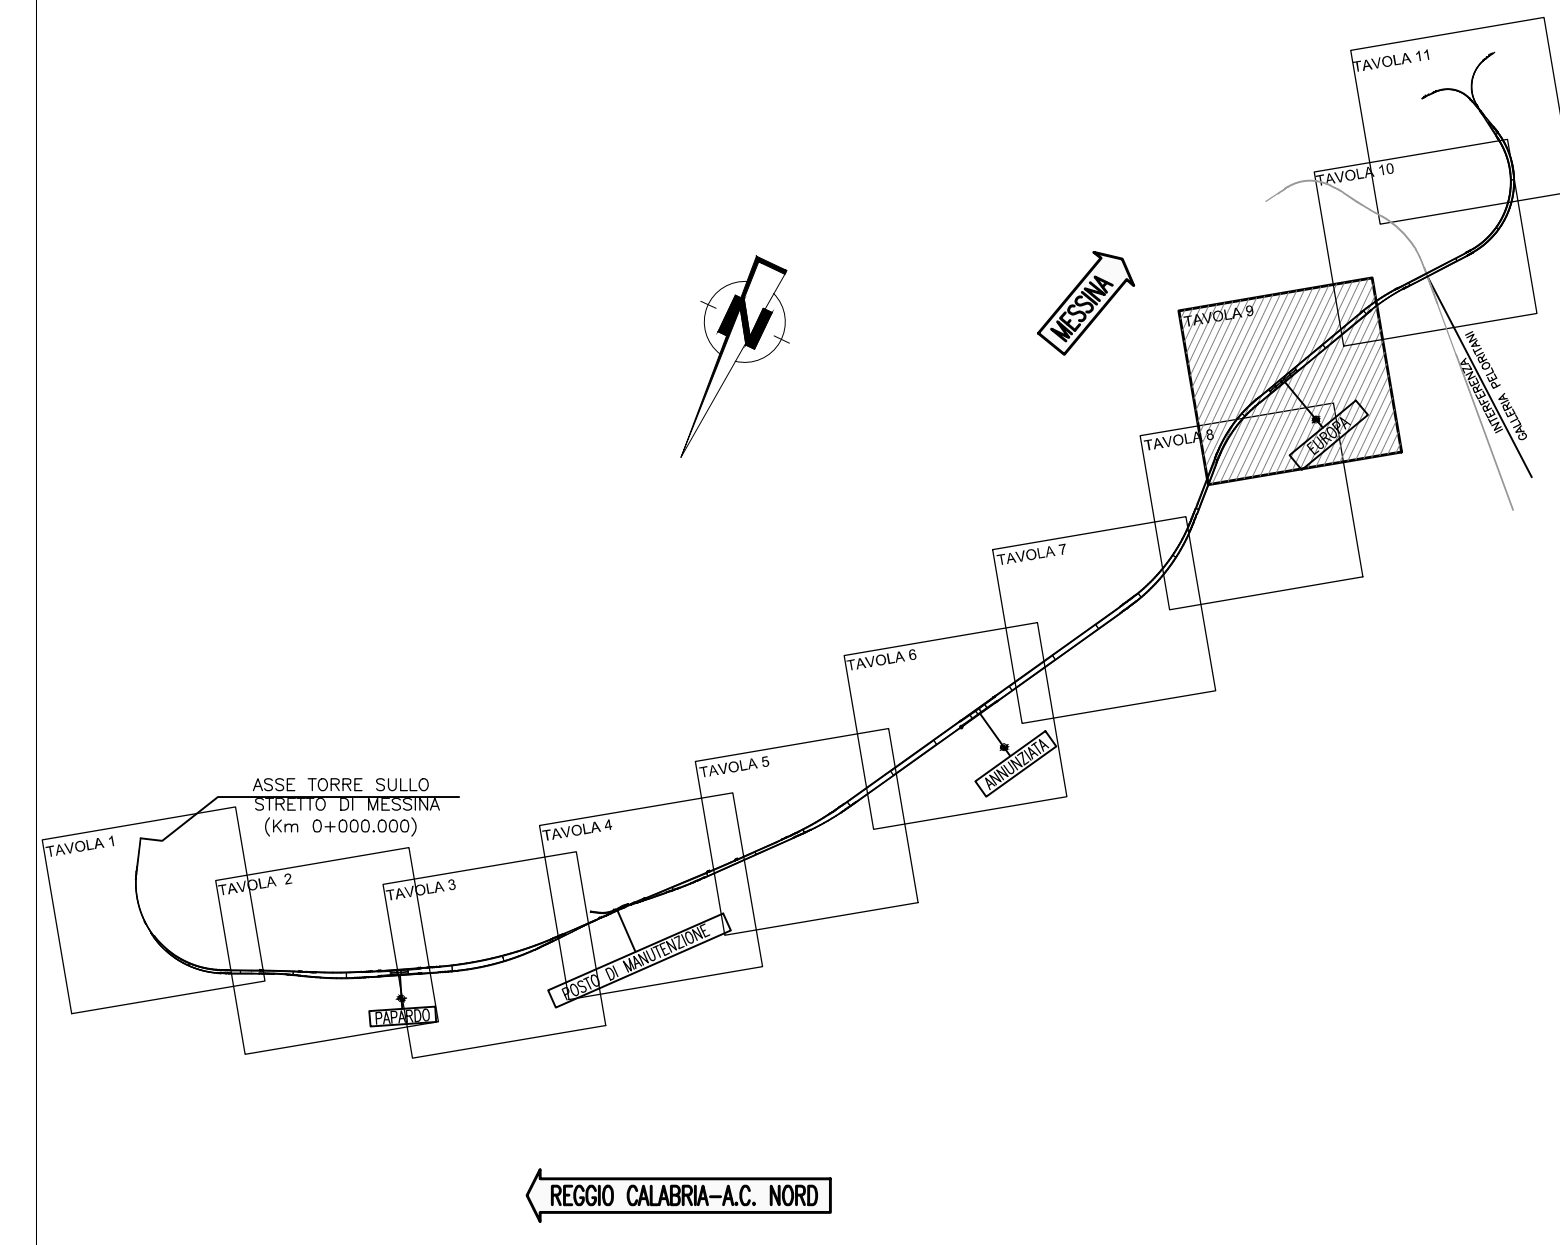 TAVOLA 11
TAVOLA 10
MESSINA
N
TAVOLA 9
INTERFERENZA
GALLERIA PELORITANI
EUROPA
TAVOLA 8
TAVOLA 7
TAVOLA 6
ANNUNZIATA
TAVOLA 5
ASSE TORRE SULLO
STRETTO DI MESSINA
(Km 0+000.000)
TAVOLA 4
TAVOLA 1
TAVOLA 2
TAVOLA 3
POSTO DI MANUTENZIONE
PAPARDO
REGGIO CALABRIA-A.C. NORD